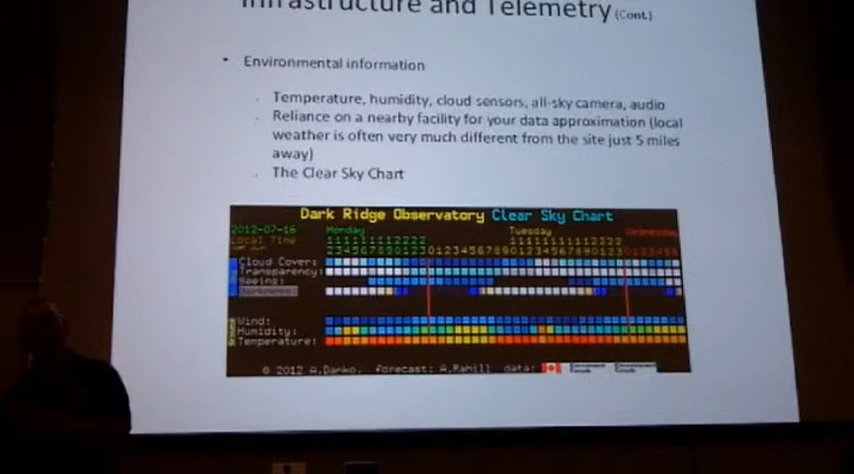 Infrastructure and Telemetry (Cont.)
• Environmental information
. Temperature, humidity, cloud sensors, all-sky camera, audio
. Reliance on a nearby facility for your data approximation (local
weather is often very much different from the site just 5 miles
away)
. The Clear Sky Chart
Dark Ridge Observatory Clear Sky Chart
2012-07-16 Monday Tuesday Wednesday
Local Time
Cloud Cover:
Transparency:
Seeing:
Darkness:
Wind:
Humidity:
Temperature:
© 2012 A.Danko. forecast: A.Rahill data: